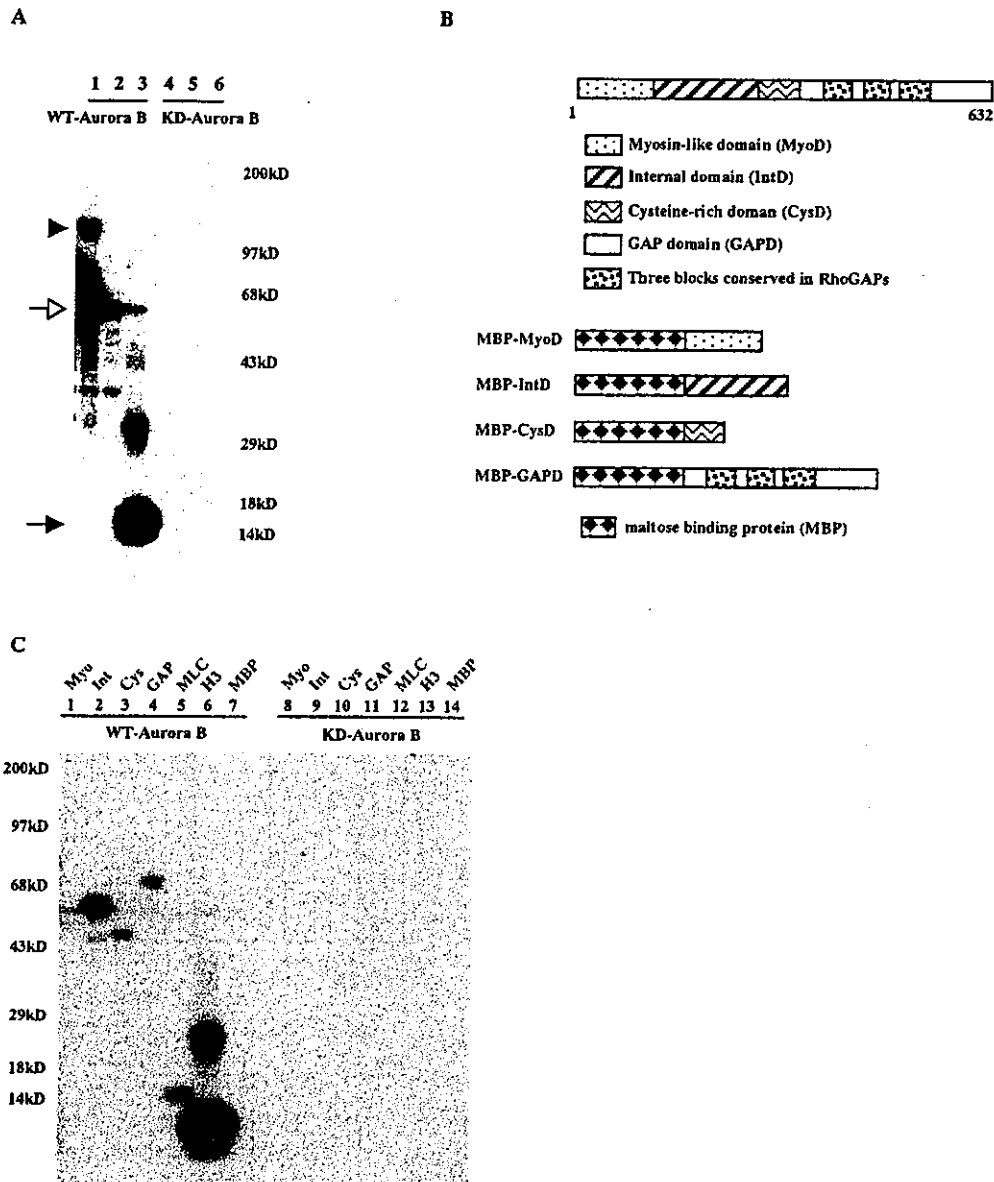 A
B
1 2 3 4 5 6
WT-Aurora B KD-Aurora B
200kD
97kD
68kD
43kD
29kD
18kD
14kD
1
632
Myosin-like domain (MyoD)
Internal domain (IntD)
Cysteine-rich doman (CysD)
GAP domain (GAPD)
Three blocks conserved in RhoGAPs
MBP-MyoD
MBP-IntD
MBP-CysD
MBP-GAPD
maltose binding protein (MBP)
C
Myo Int Cys GAP MLC H3 MBP Myo Int Cys GAP MLC H3 MBP
1 2 3 4 5 6 7 8 9 10 11 12 13 14
WT-Aurora B KD-Aurora B
200kD
97kD
68kD
43kD
29kD
18kD
14kD